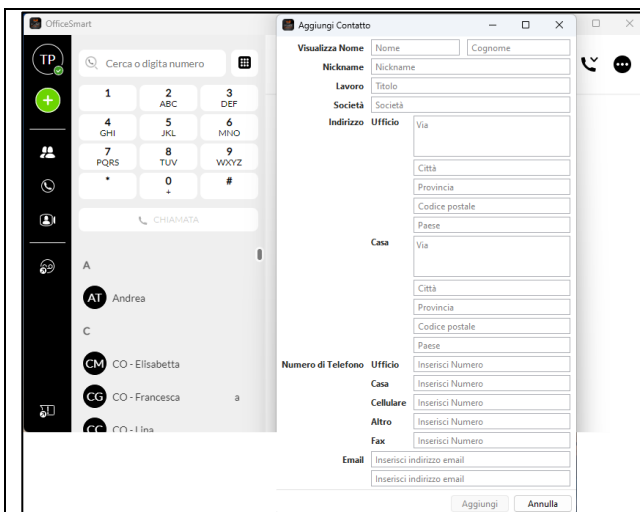 OfficeSmart
TP
Cerca o digita numero
1
2
ABC
3
DEF
4
GHI
5
JKL
6
MNO
7
PQRS
8
TUV
9
WXYZ
*
0
+
#
CHIAMATA
A
AT Andrea
C
CM CO - Elisabetta
CG CO - Francesca a
CC CO - Lina
Aggiungi Contatto
Visualizza Nome Nome Cognome
Nickname Nickname
Lavoro Titolo
Società Società
Indirizzo Ufficio Via
Città
Provincia
Codice postale
Paese
Casa Via
Città
Provincia
Codice postale
Paese
Numero di Telefono Ufficio Inserisci Numero
Casa Inserisci Numero
Cellulare Inserisci Numero
Altro Inserisci Numero
Fax Inserisci Numero
Email Inserisci indirizzo email
Inserisci indirizzo email
Aggiungi Annulla